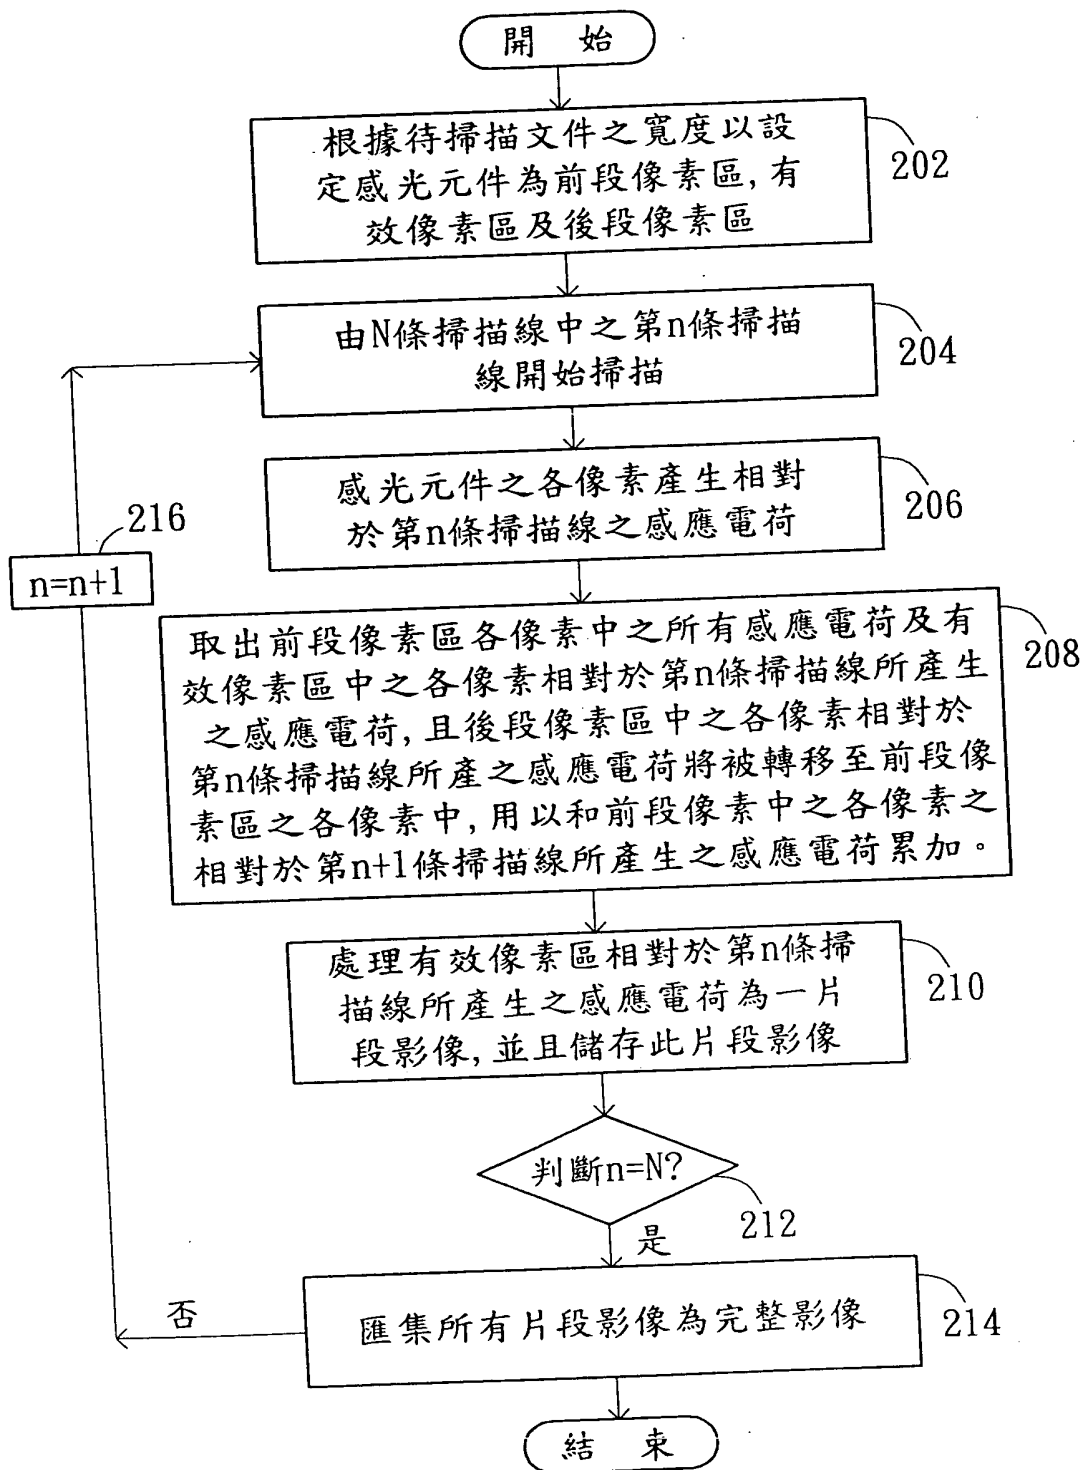 開 始
根據待掃描文件之寬度以設
定感光元件為前段像素區,有
效像素區及後段像素區
202
由N條掃描線中之第n條掃描
線開始掃描
204
感光元件之各像素產生相對
於第n條掃描線之感應電荷
206
216
n=n+1
取出前段像素區各像素中之所有感應電荷及有
效像素區中之各像素相對於第n條掃描線所產生
之感應電荷,且後段像素區中之各像素相對於
第n條掃描線所產之感應電荷將被轉移至前段像
素區之各像素中,用以和前段像素中之各像素之
相對於第n+1條掃描線所產生之感應電荷累加。
208
處理有效像素區相對於第n條掃
描線所產生之感應電荷為一片
段影像,並且儲存此片段影像
210
判斷n=N?
212
是
否
匯集所有片段影像為完整影像
214
結 束